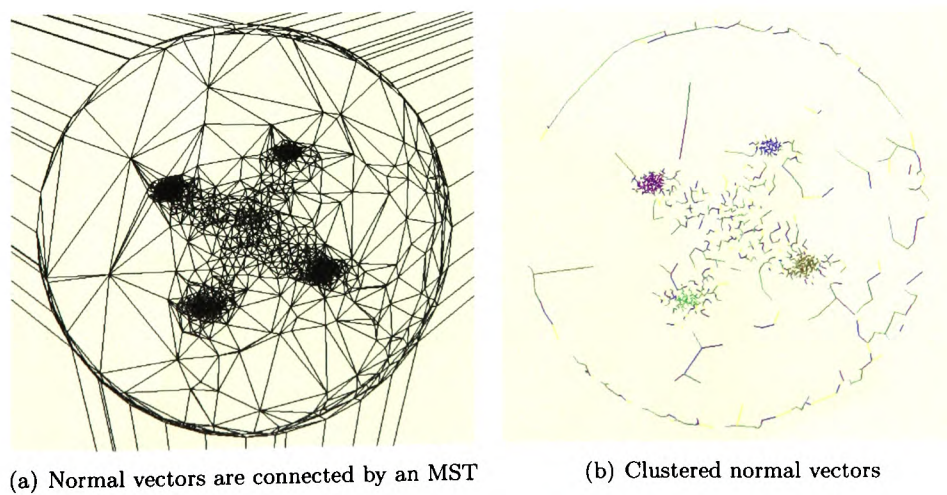 (a) Normal vectors are connected by an MST
(b) Clustered normal vectors